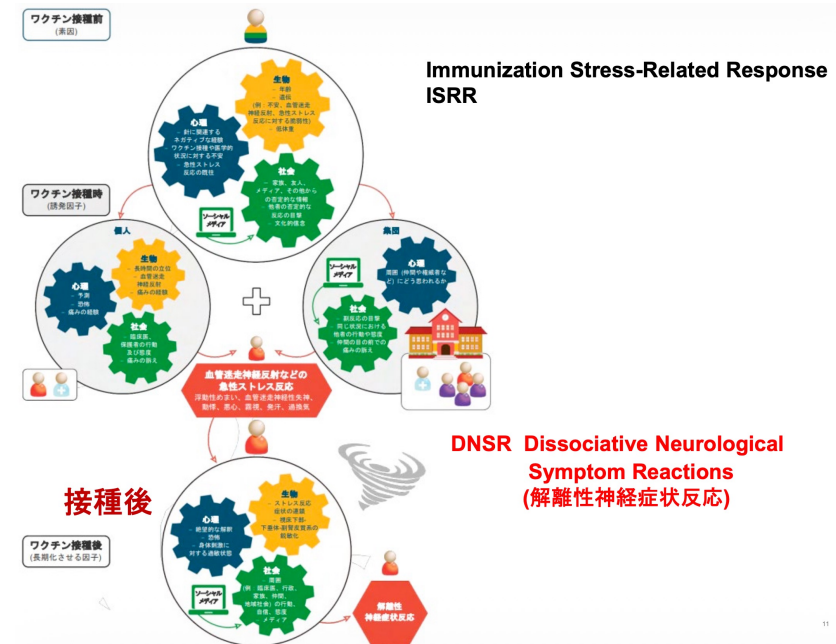 ワクチン接種前
(素因)
Immunization Stress-Related Response
ISRR
生物
- 年齢
- 遺伝
(例 不安、血管迷走
神経反射、急性ストレス
反応に対する脆弱性)
- 低体重
心理
- 針に関連する
ネガティブな経験
- ワクチン接種や医学的
状況に対する不安
- 急性ストレス
反応の既往
社会
- 家族、友人、
メディア、その他から
の否定的な情報
- 他者の否定的な
反応の目撃
- 文化的信念
ソーシャル
メディア
ワクチン接種時
(誘発因子)
個人
生物
- 長時間の立位
- 血管迷走
神経反射
- 痛みの経験
心理
- 予測
- 恐怖
- 痛みの経験
社会
- 臨床医、
保護者の行動
及び態度
- 痛みの訴え
集団
心理
周囲 (仲間や権威者な
ど) にどう思われるか
ソーシャル
メディア
社会
- 副反応の目撃
- 同じ状況における
他者の行動や態度
- 仲間の目の前での
痛みの訴え
血管迷走神経反射などの
急性ストレス反応
浮動性めまい、血管迷走神経性失神、
動悸、悪心、霧視、発汗、過換気
DNSR Dissociative Neurological
Symptom Reactions
(解離性神経症状反応)
接種後
ワクチン接種後
(長期化させる因子)
生物
- ストレス反応
症状の連鎖
- 視床下部-
下垂体-副腎皮質系の
鋭敏化
心理
- 絶望的な解釈
- 恐怖
- 身体刺激に
対する過敏状態
社会
- 周囲
(例 臨床医、行政、
家族、仲間、
地域社会) の行動、
自信、態度
- メディア
ソーシャル
メディア
解離性
神経症状反応
11